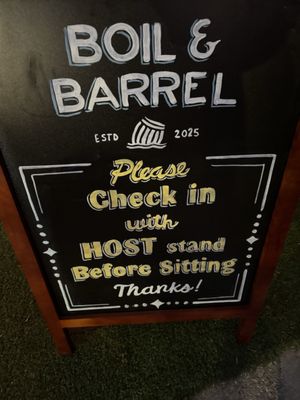 BOIL &
BARREL
ESTD 2025
Please
Check in
with
HOST stand
Before Sitting
Thanks!